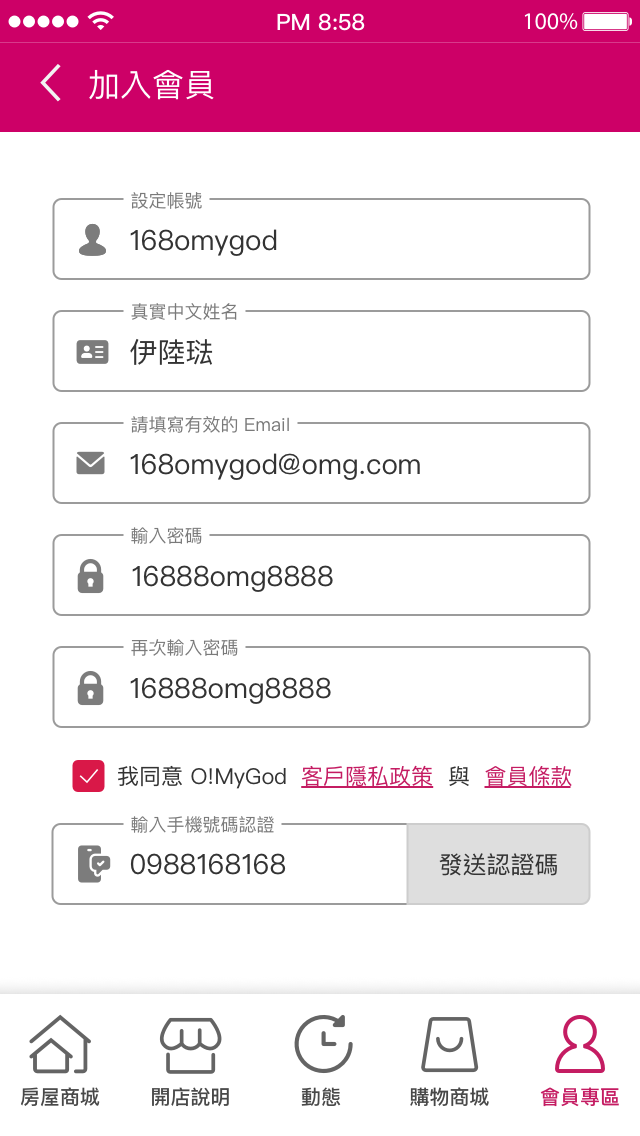 PM 8:58
100%
加入會員
設定帳號
168omygod
真實中文姓名
伊陸琺
請填寫有效的 Email
168omygod@omg.com
輸入密碼
16888omg8888
再次輸入密碼
16888omg8888
我同意 O!MyGod 客戶隱私政策 與 會員條款
輸入手機號碼認證
0988168168 發送認證碼
房屋商城 開店說明 動態 購物商城 會員專區